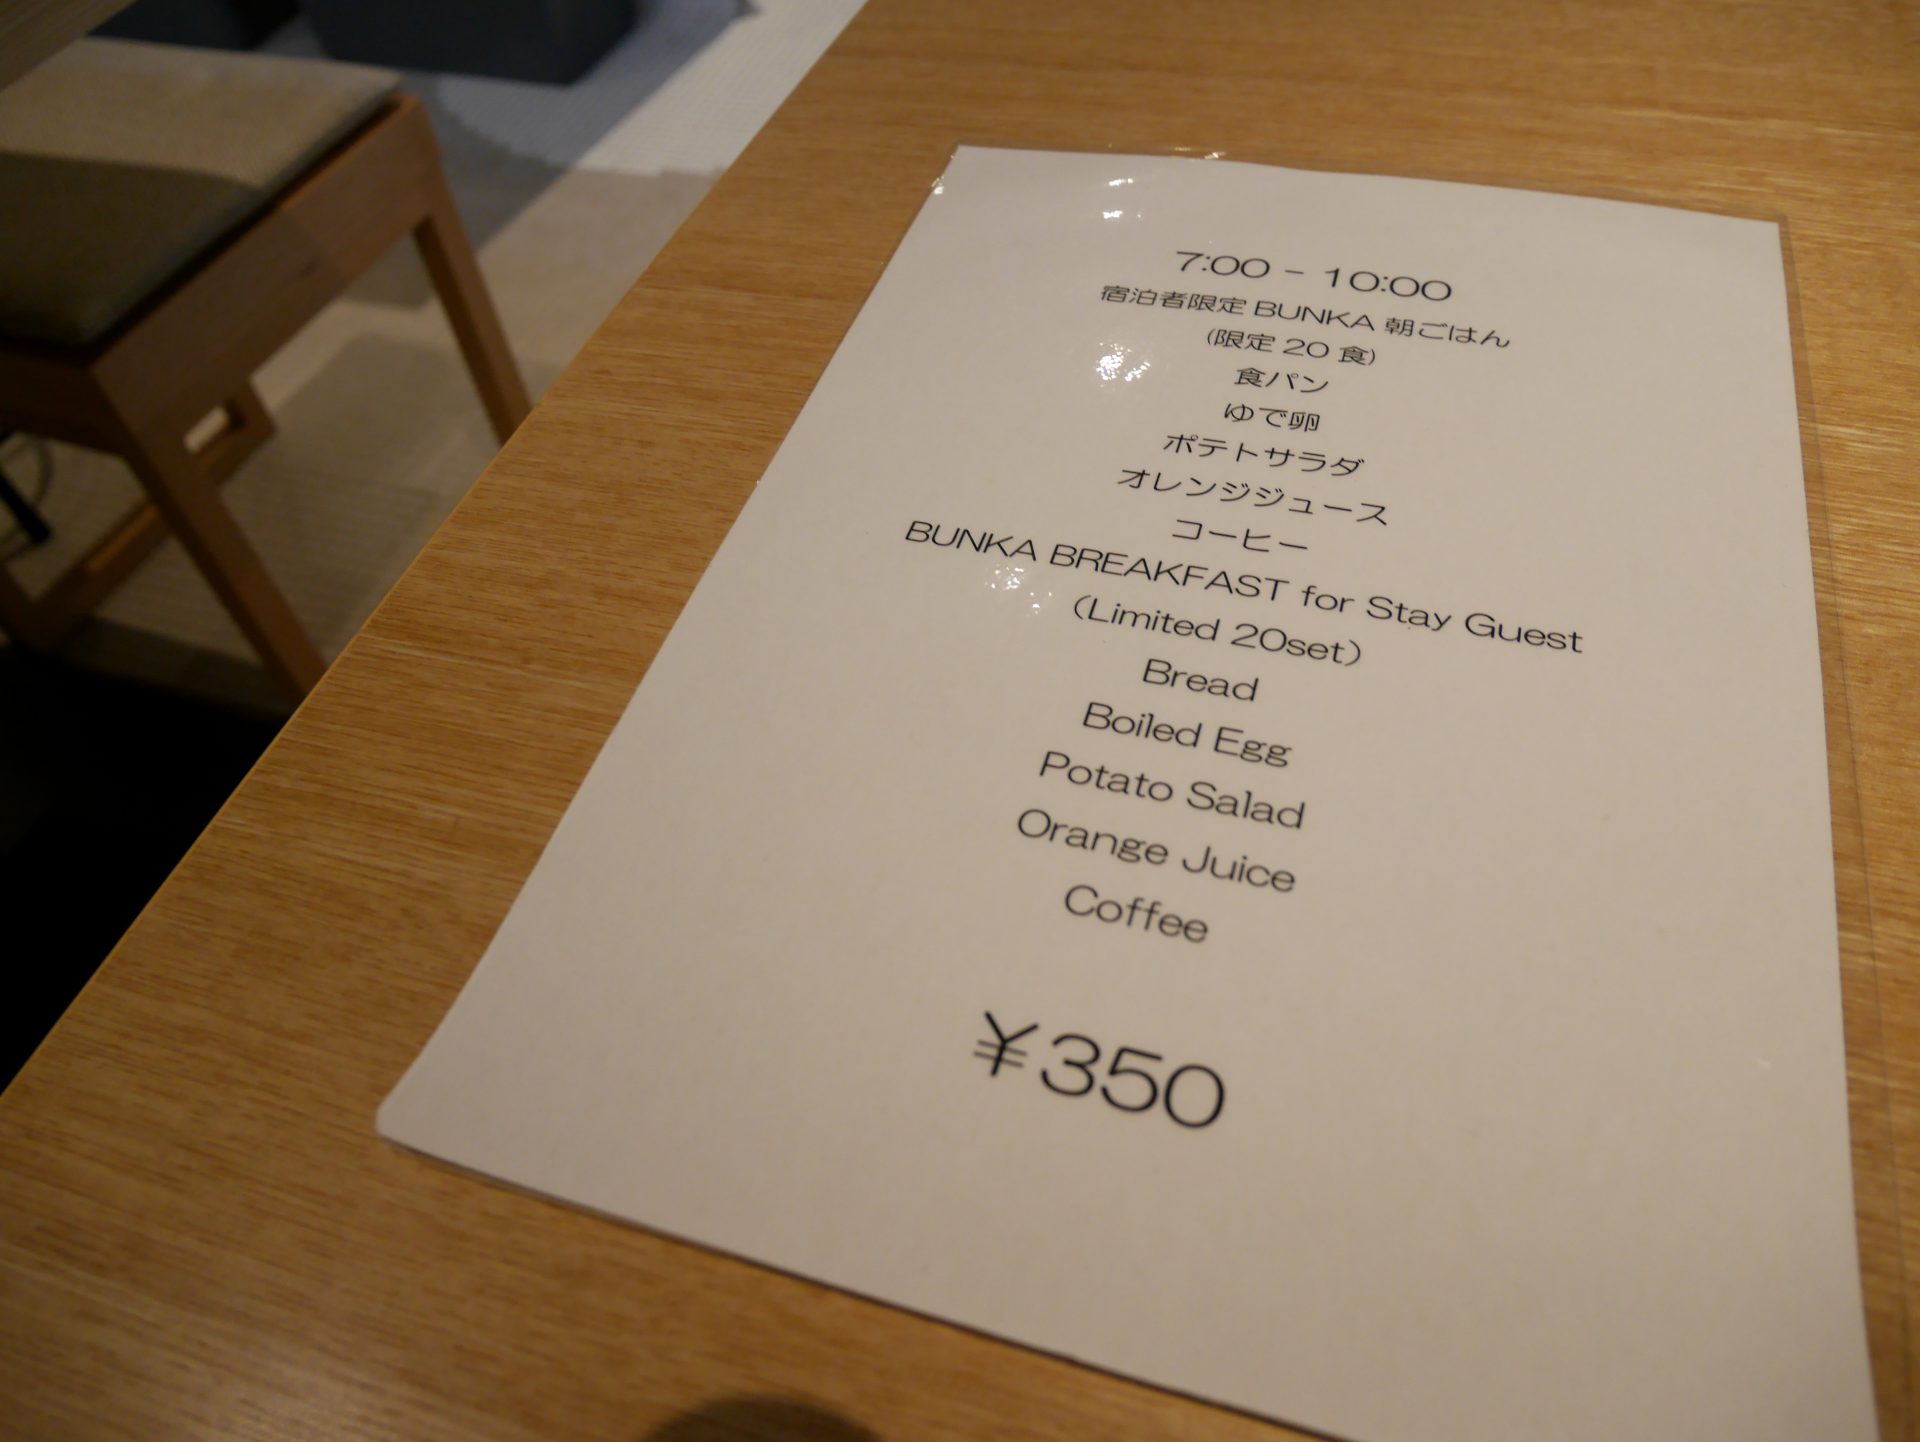 7:00 - 10:00
宿泊者限定 BUNKA 朝ごはん
(限定 20 食)
食パン
ゆで卵
ポテトサラダ
オレンジジュース
コーヒー
BUNKA BREAKFAST for Stay Guest
(Limited 20set)
Bread
Boiled Egg
Potato Salad
Orange Juice
Coffee
¥350